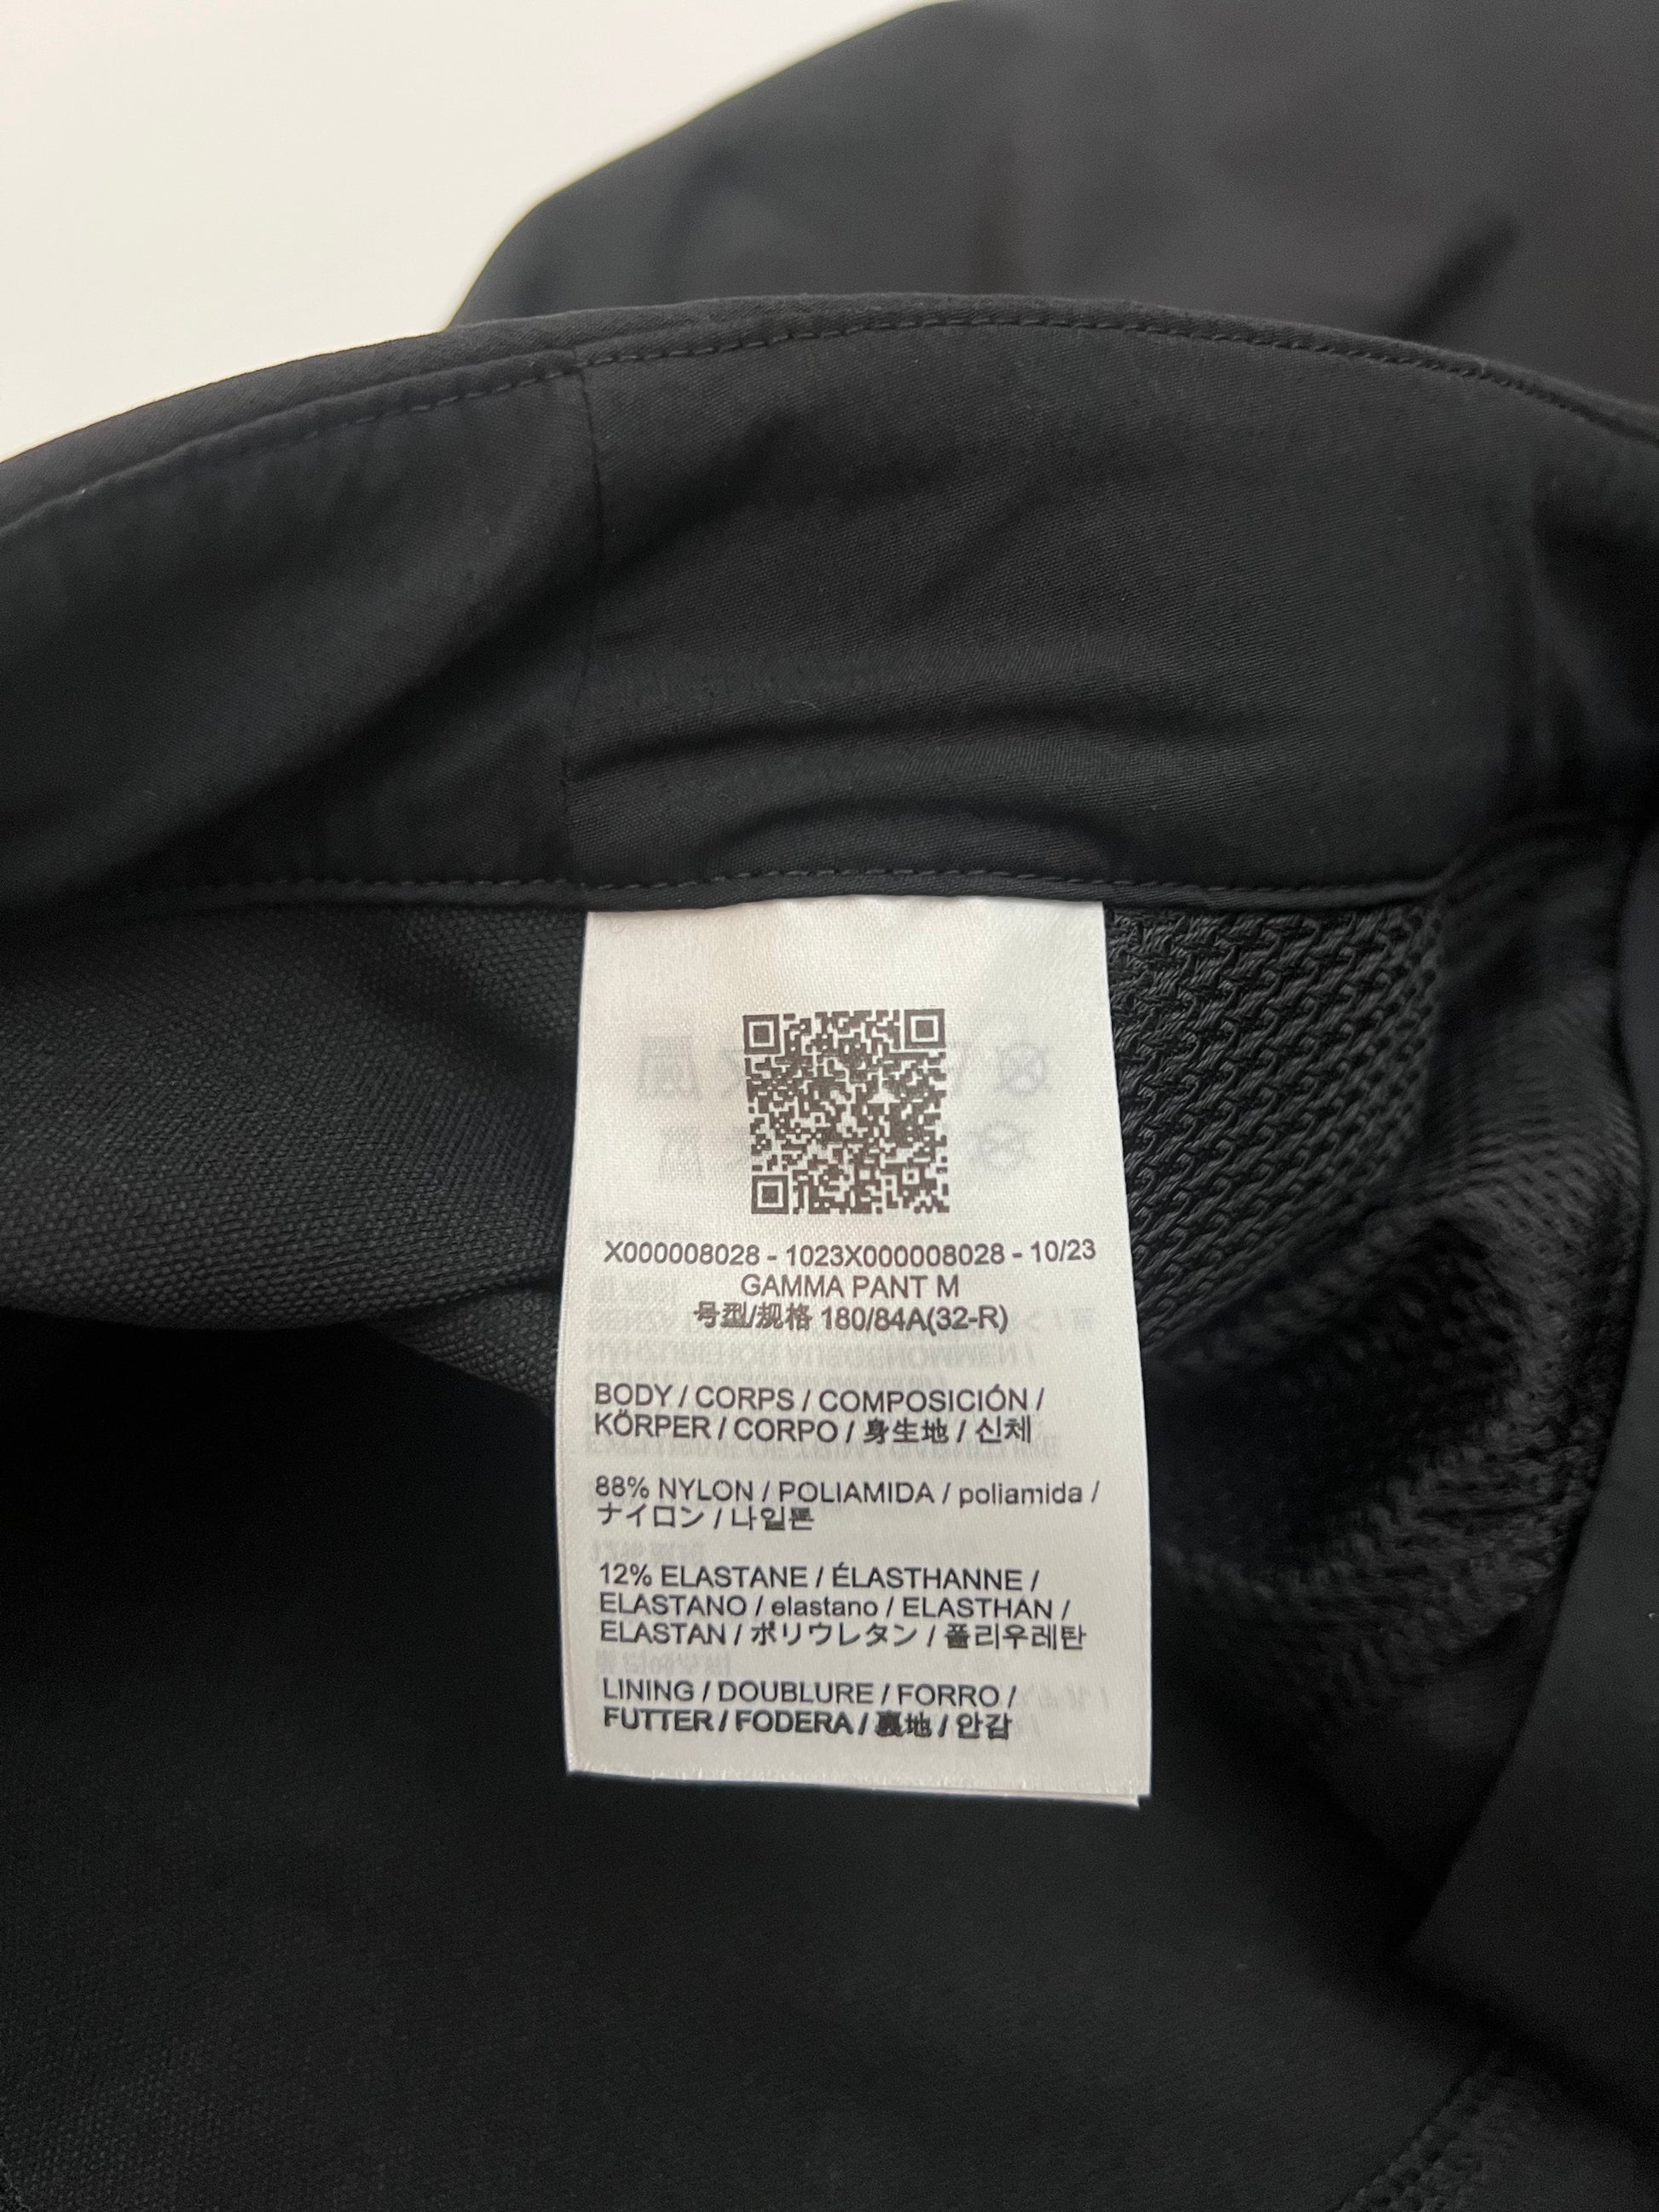 X000008028 - 1023X000008028 - 10/23
GAMMA PANT M
号型/规格 180/84A(32-R)
BODY / CORPS / COMPOSICIÓN /
KÖRPER / CORPO / 身生地 / 신체
88% NYLON / POLIAMIDA / poliamida /
ナイロン / 나일론
12% ELASTANE / ÉLASTHANNE /
ELASTANO / elastano / ELASTHAN /
ELASTAN / ポリウレタン / 폴리우레탄
LINING / DOUBLURE / FORRO /
FUTTER / FODERA / 裏地 / 안감